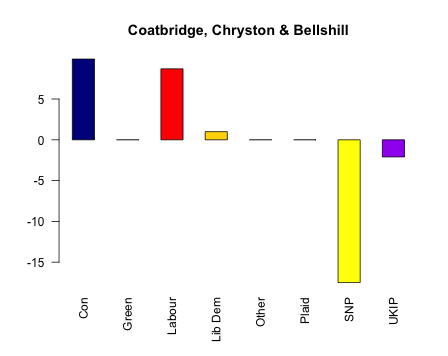 Coatbridge, Chryston & Bellshill
5
0
-5
-10
-15
Con
Green
Labour
Lib Dem
Other
Plaid
SNP
UKIP